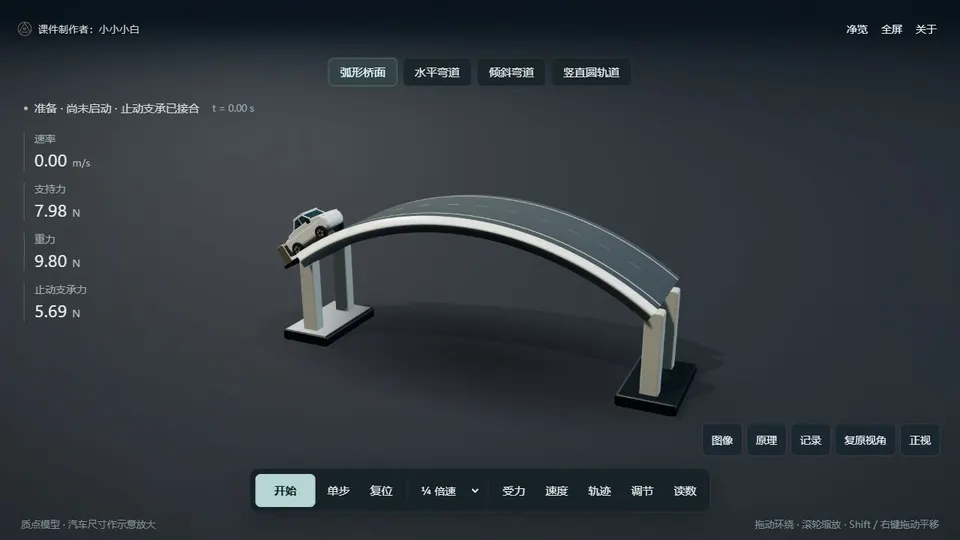 课件制作者：小小小白
净览 全屏 关于
弧形桥面 水平弯道 倾斜弯道 竖直圆轨道
准备 · 尚未启动 · 止动支承已接合 t = 0.00 s
速率
0.00 m/s
支持力
7.98 N
重力
9.80 N
止动支承力
5.69 N
图像 原理 记录 复原视角 正视
开始 单步 复位 ¼ 倍速 受力 速度 轨迹 调节 读数
质点模型 · 汽车尺寸作示意放大
拖动环绕 · 滚轮缩放 · Shift / 右键拖动平移